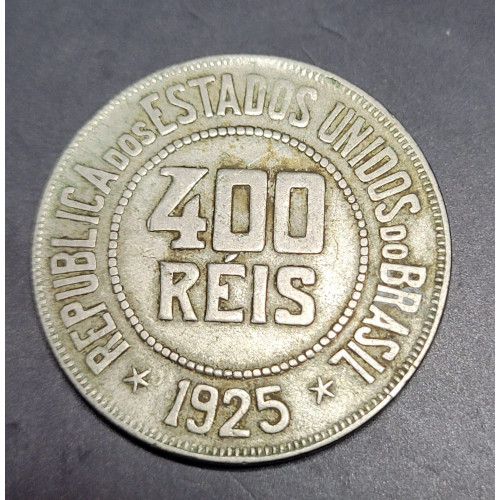 REPUBLICA DOS ESTADOS UNIDOS DO BRASIL
400
RÉIS
1925